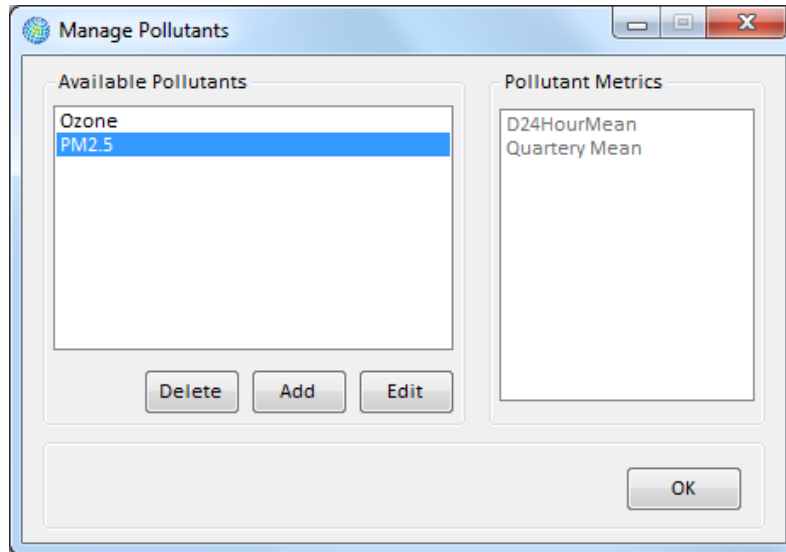 Manage Pollutants
Available Pollutants
Ozone
PM2.5
Delete
Add
Edit
Pollutant Metrics
D24HourMean
Quartery Mean
OK